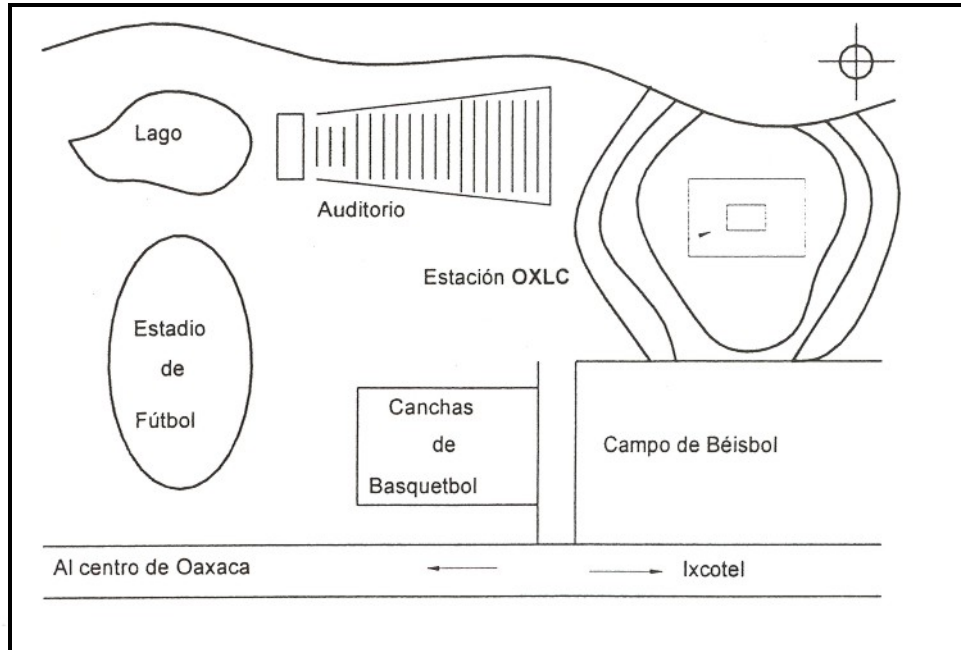 Lago
Auditorio
Estación OXLC
Estadio
de
Fútbol
Canchas
de
Basquetbol
Campo de Béisbol
Al centro de Oaxaca
Ixcotel